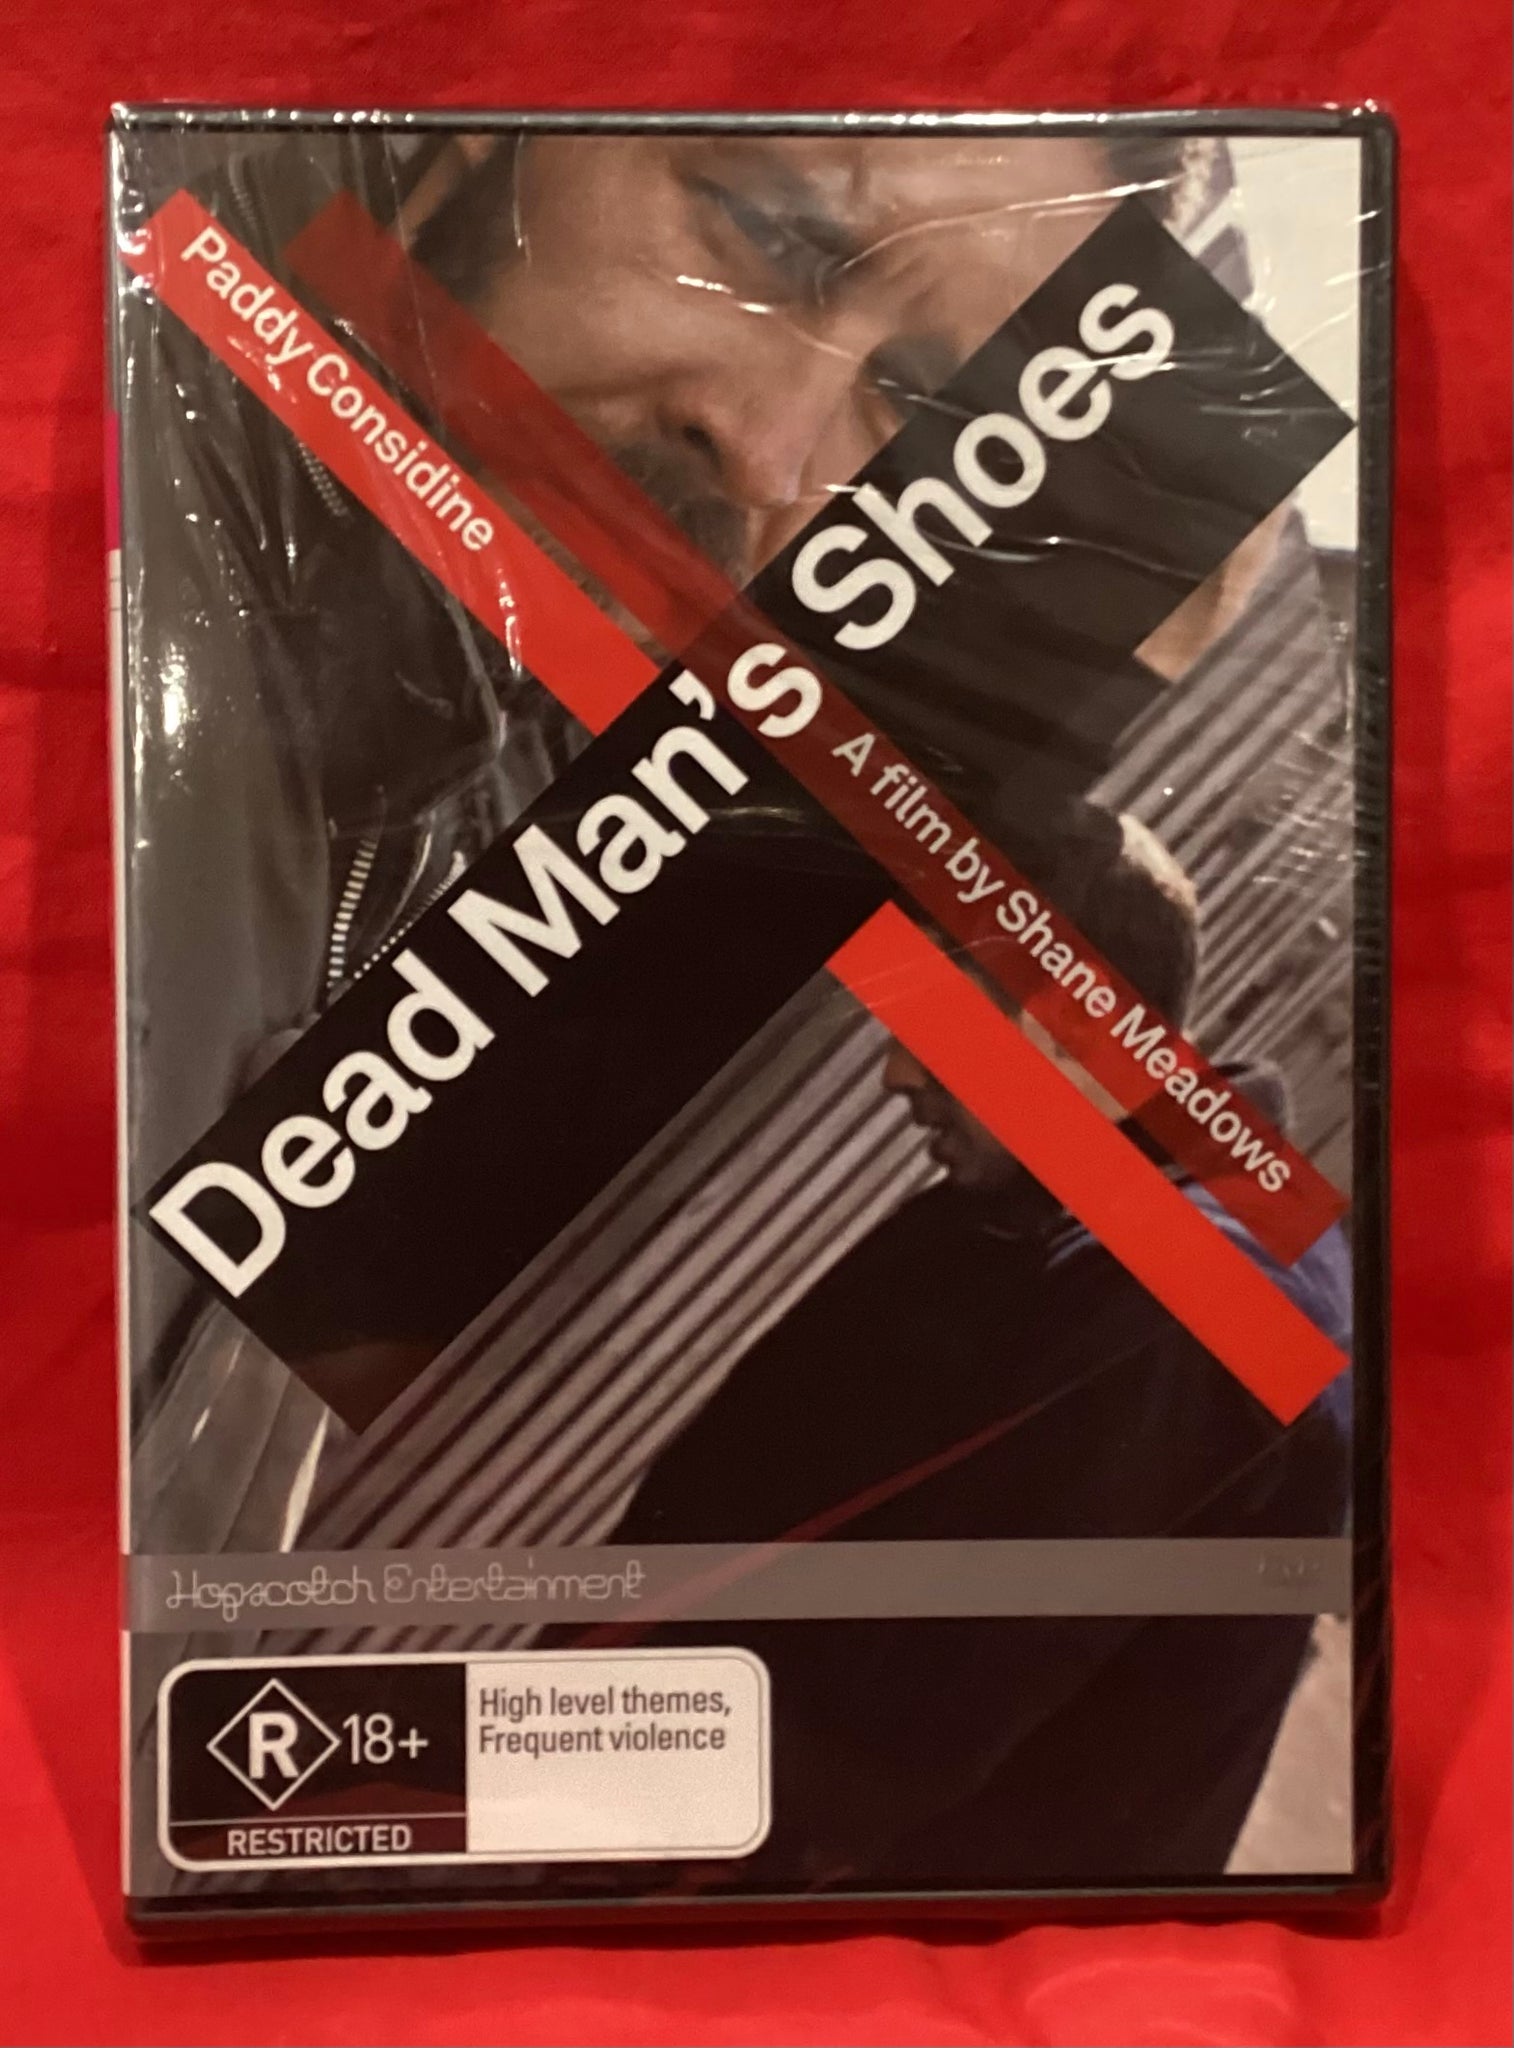 Paddy Considine
Dead Man's Shoes
A film by Shane Meadows
Hopscotch Entertainment
R 18+
RESTRICTED
High level themes,
Frequent violence